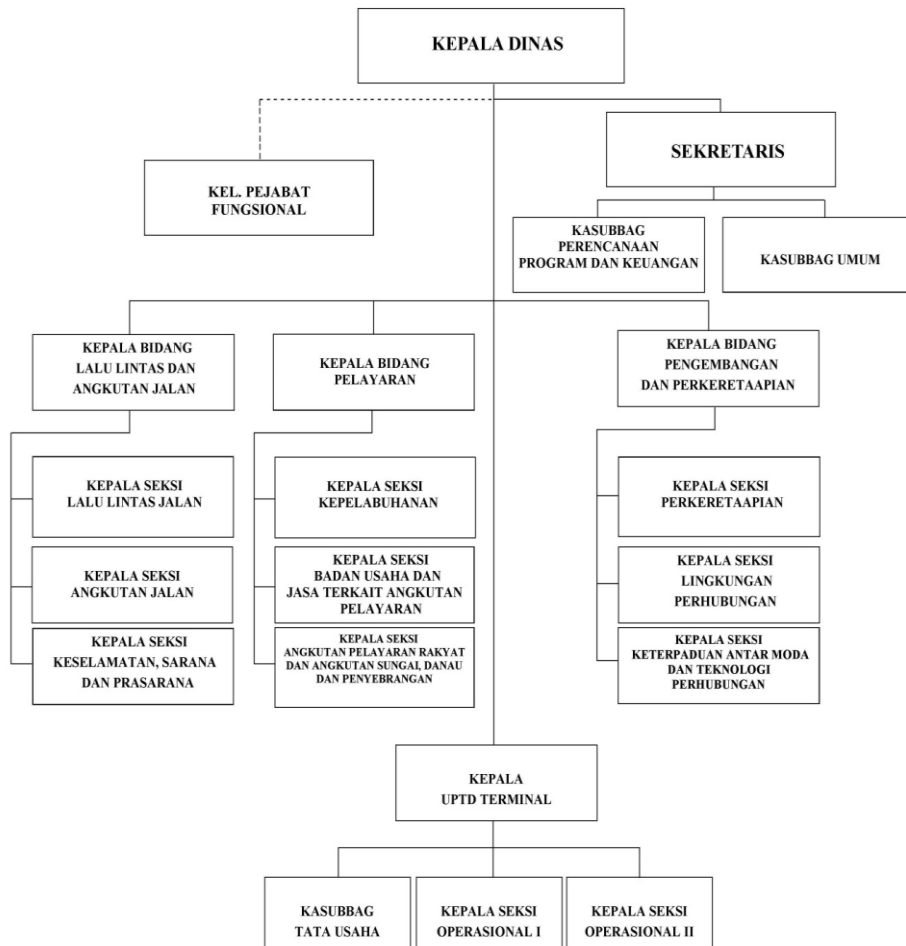 KEPALA DINAS
SEKRETARIS
KEL. PEJABAT
FUNGSIONAL
KASUBBAG
PERENCANAAN
PROGRAM DAN KEUANGAN
KASUBBAG UMUM
KEPALA BIDANG
LALU LINTAS DAN
ANGKUTAN JALAN
KEPALA BIDANG
PELAYARAN
KEPALA BIDANG
PENGEMBANGAN
DAN PERKERETAAPIAN
KEPALA SEKSI
LALU LINTAS JALAN
KEPALA SEKSI
KEPELABUHANAN
KEPALA SEKSI
PERKERETAAPIAN
KEPALA SEKSI
ANGKUTAN JALAN
KEPALA SEKSI
BADAN USAHA DAN
JASA TERKAIT ANGKUTAN
PELAYARAN
KEPALA SEKSI
LINGKUNGAN
PERHUBUNGAN
KEPALA SEKSI
KESELAMATAN, SARANA
DAN PRASARANA
KEPALA SEKSI
ANGKUTAN PELAYARAN RAKYAT
DAN ANGKUTAN SUNGAI, DANAU
DAN PENYEBRANGAN
KEPALA SEKSI
KETERPADUAN ANTAR MODA
DAN TEKNOLOGI
PERHUBUNGAN
KEPALA
UPTD TERMINAL
KASUBBAG
TATA USAHA
KEPALA SEKSI
OPERASIONAL I
KEPALA SEKSI
OPERASIONAL II